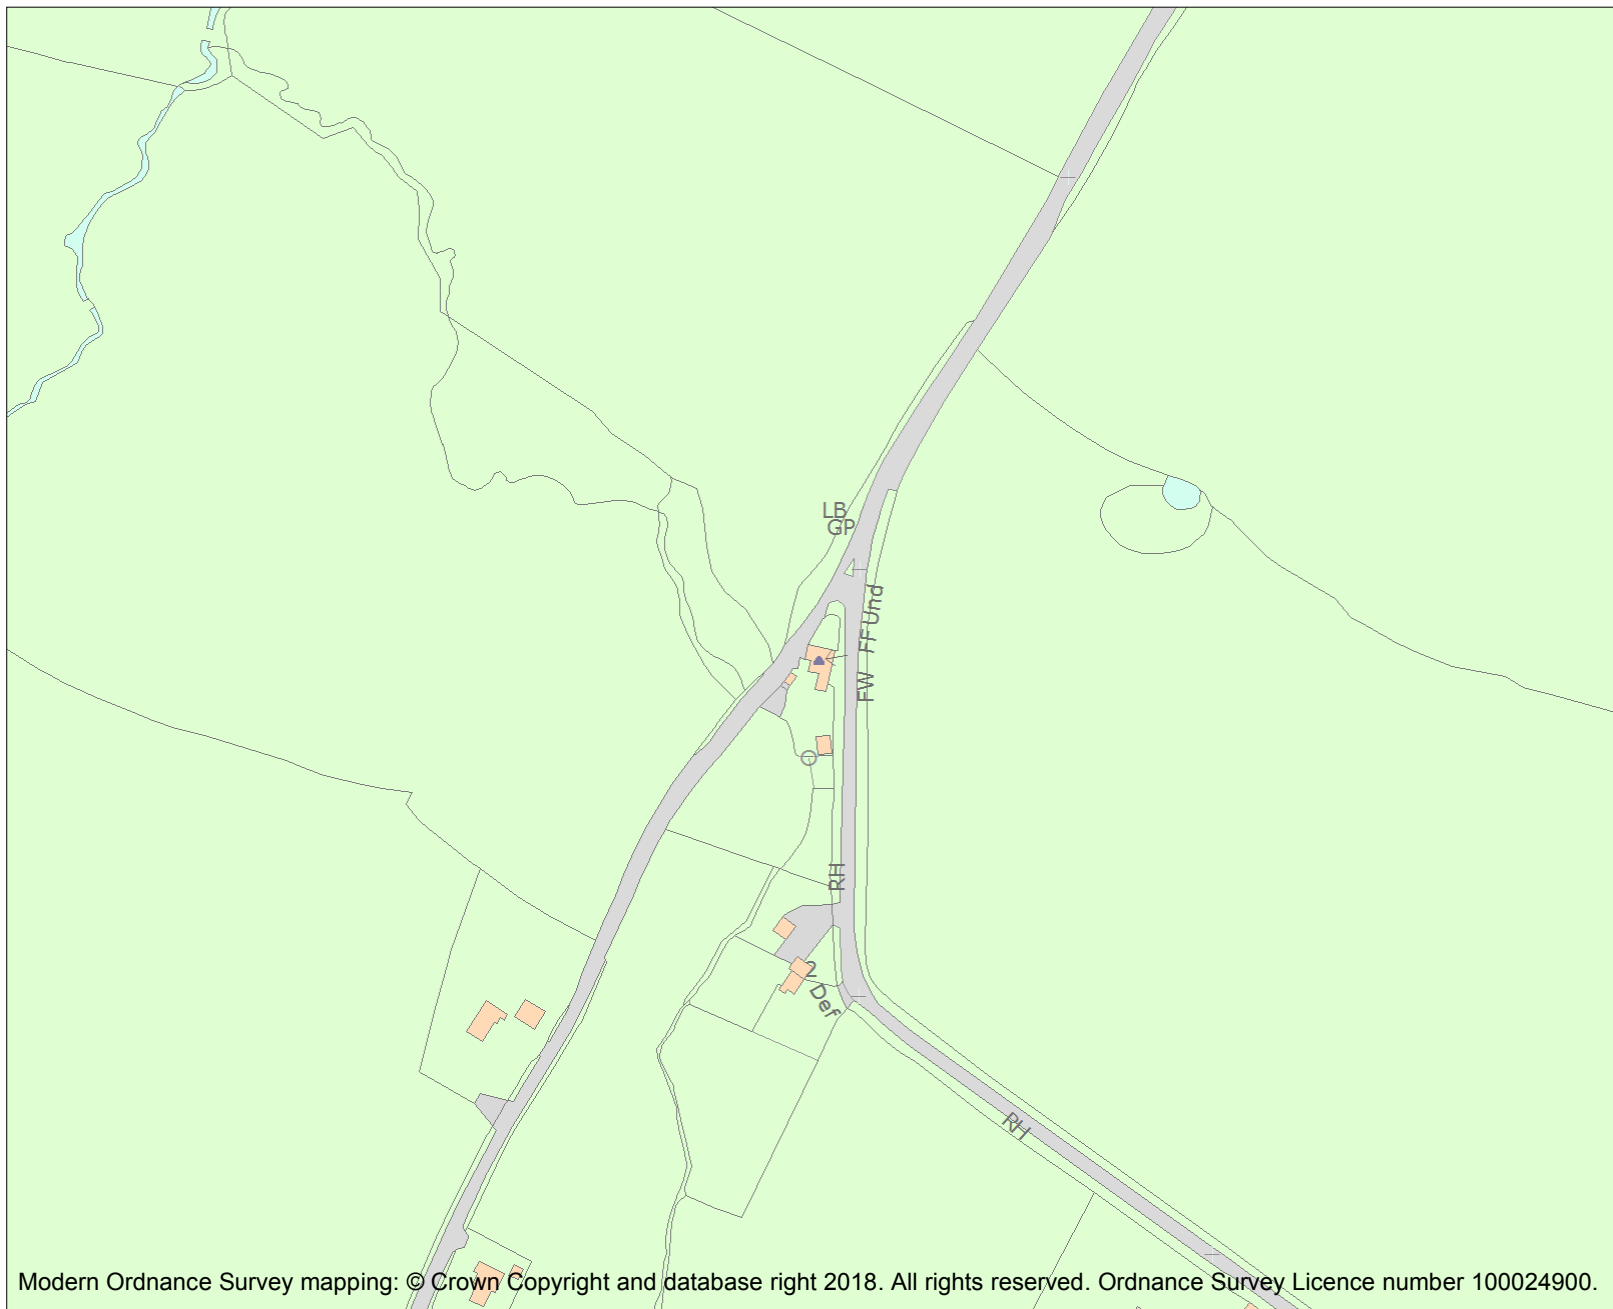 LB
GP
FF Und
FW
RH
2
Def
RH
Modern Ordnance Survey mapping: © Crown Copyright and database right 2018. All rights reserved. Ordnance Survey Licence number 100024900.